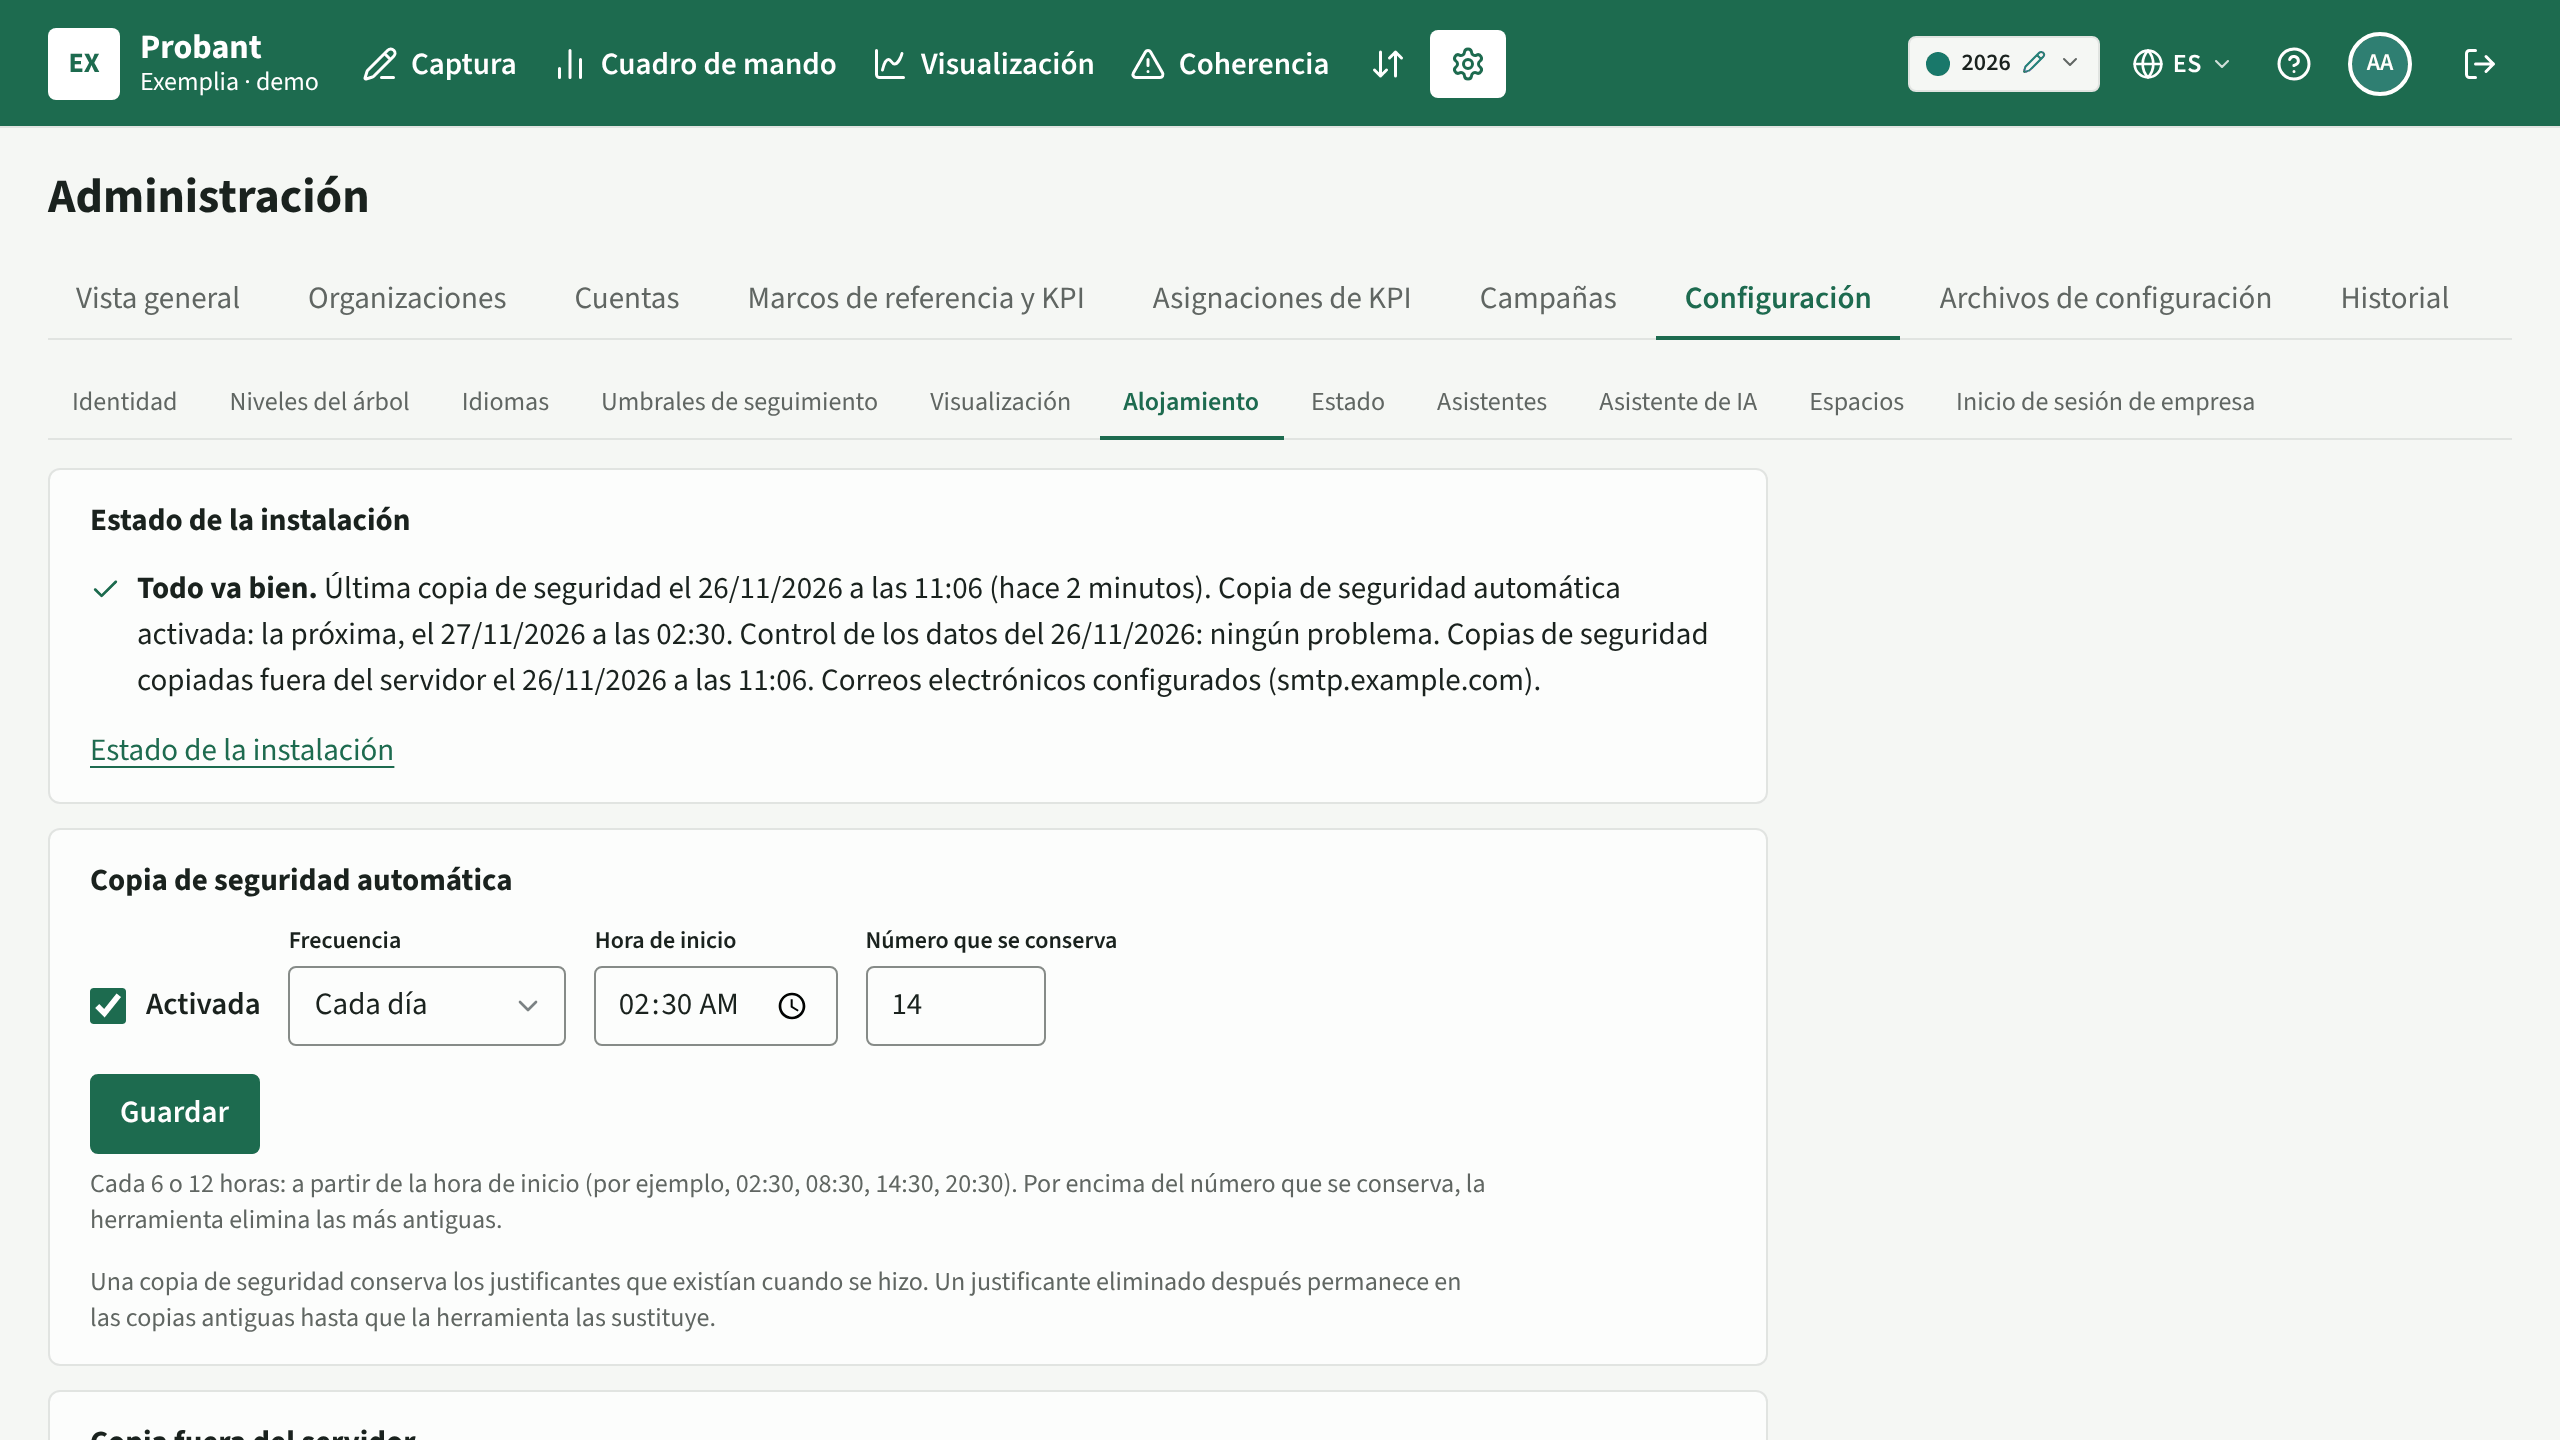 EX
Probant
Exemplia · demo
Captura
Cuadro de mando
Visualización
Coherencia
2026
ES
AA
Administración
Vista general
Organizaciones
Cuentas
Marcos de referencia y KPI
Asignaciones de KPI
Campañas
Configuración
Archivos de configuración
Historial
Identidad
Niveles del árbol
Idiomas
Umbrales de seguimiento
Visualización
Alojamiento
Estado
Asistentes
Asistente de IA
Espacios
Inicio de sesión de empresa
Estado de la instalación
Todo va bien. Última copia de seguridad el 26/11/2026 a las 11:06 (hace 2 minutos). Copia de seguridad automática
activada: la próxima, el 27/11/2026 a las 02:30. Control de los datos del 26/11/2026: ningún problema. Copias de seguridad
copiadas fuera del servidor el 26/11/2026 a las 11:06. Correos electrónicos configurados (smtp.example.com).
Estado de la instalación
Copia de seguridad automática
Activada
Frecuencia
Cada día
Hora de inicio
02:30 AM
Número que se conserva
14
Guardar
Cada 6 o 12 horas: a partir de la hora de inicio (por ejemplo, 02:30, 08:30, 14:30, 20:30). Por encima del número que se conserva, la
herramienta elimina las más antiguas.
Una copia de seguridad conserva los justificantes que existían cuando se hizo. Un justificante eliminado después permanece en
las copias antiguas hasta que la herramienta las sustituye.
Copia fuera del servidor